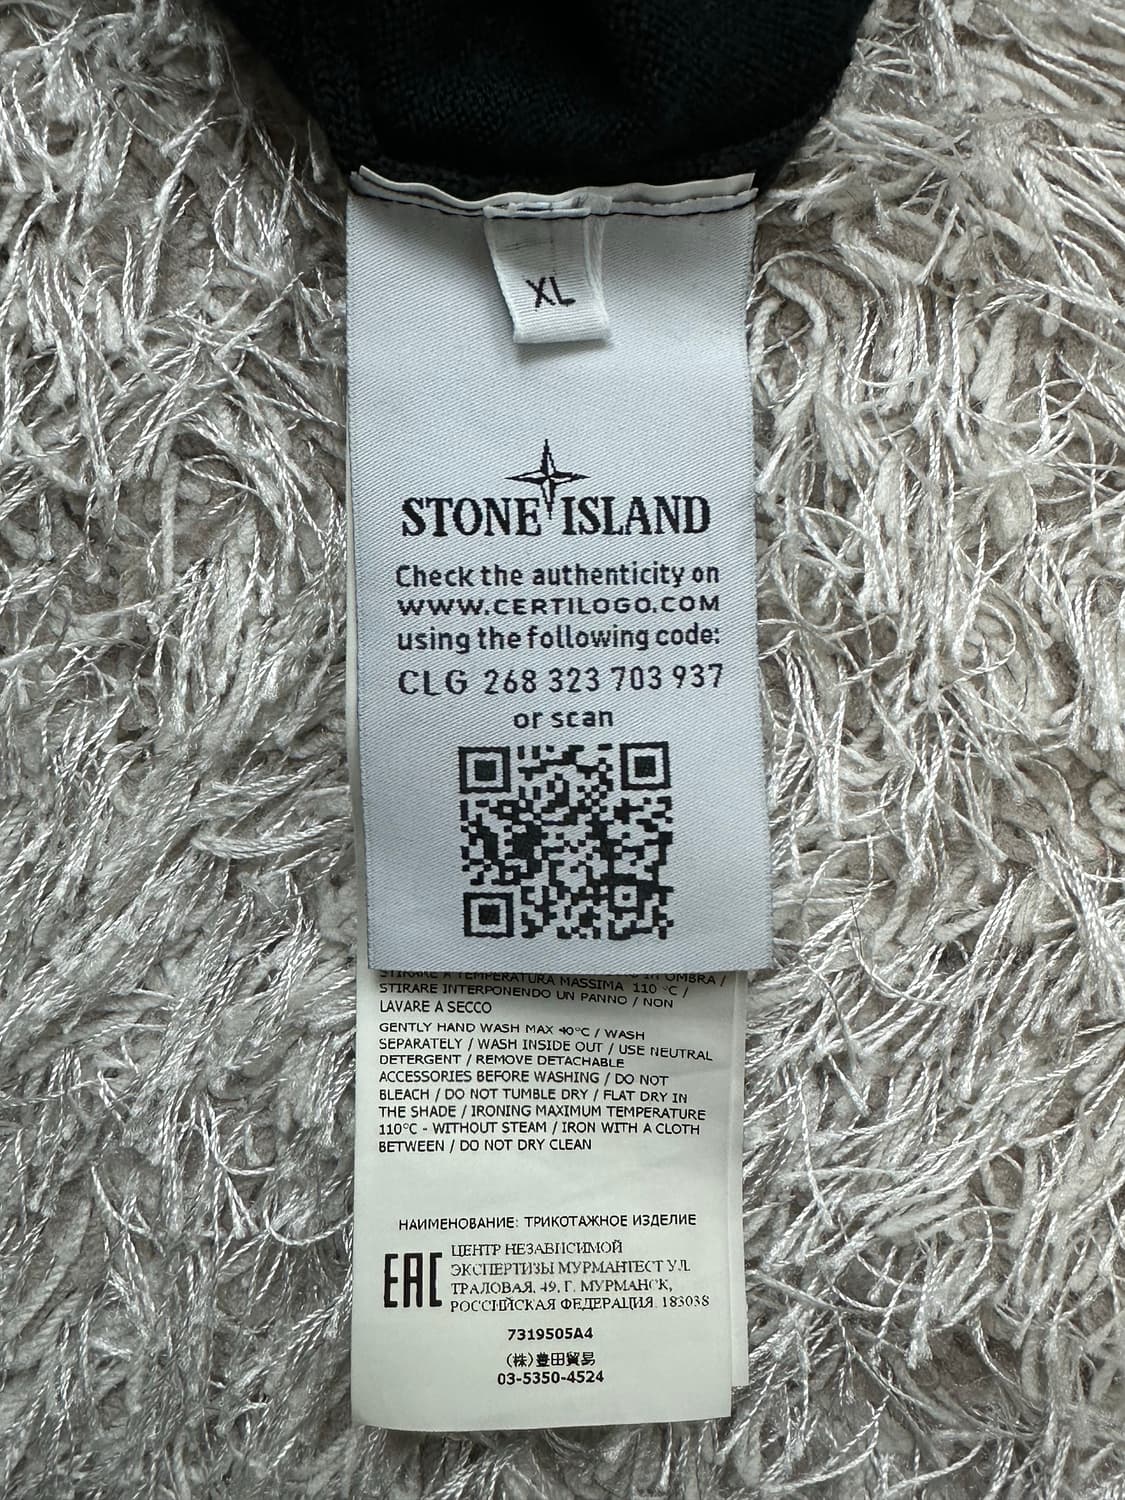 XL
STONE ISLAND
Check the authenticity on
WWW.CERTILOGO.COM
using the following code:
CLG 268 323 703 937
or scan
STIRARE A TEMPERATURA MASSIMA 110 °C /
STIRARE INTERPONENDO UN PANNO / NON
LAVARE A SECCO
GENTLY HAND WASH MAX 40°C / WASH
SEPARATELY / WASH INSIDE OUT / USE NEUTRAL
DETERGENT / REMOVE DETACHABLE
ACCESSORIES BEFORE WASHING / DO NOT
BLEACH / DO NOT TUMBLE DRY / FLAT DRY IN
THE SHADE / IRONING MAXIMUM TEMPERATURE
110°C - WITHOUT STEAM / IRON WITH A CLOTH
BETWEEN / DO NOT DRY CLEAN
НАИМЕНОВАНИЕ: ТРИКОТАЖНОЕ ИЗДЕЛИЕ
EAC
ЦЕНТР НЕЗАВИСИМОЙ
ЭКСПЕРТИЗЫ МУРМАНТЕСТ УЛ.
ТРАЛОВАЯ, 49, Г. МУРМАНСК,
РОССИЙСКАЯ ФЕДЕРАЦИЯ. 183038
7319505A4
(株)豊田貿易
03-5350-4524